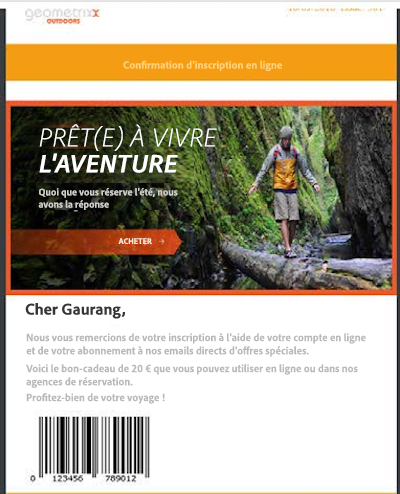 geometrixx
OUTDOORS
Confirmation d'inscription en ligne
PRÊT(E) À VIVRE
L'AVENTURE
Quoi que vous réserve l'été, nous
avons la réponse
ACHETER →
Cher Gaurang,
Nous vous remercions de votre inscription à l'aide de votre compte en ligne
et de votre abonnement à nos emails directs d'offres spéciales.
Voici le bon-cadeau de 20 € que vous pouvez utiliser en ligne ou dans nos
agences de réservation.
Profitez-bien de votre voyage !
0 123456 789012